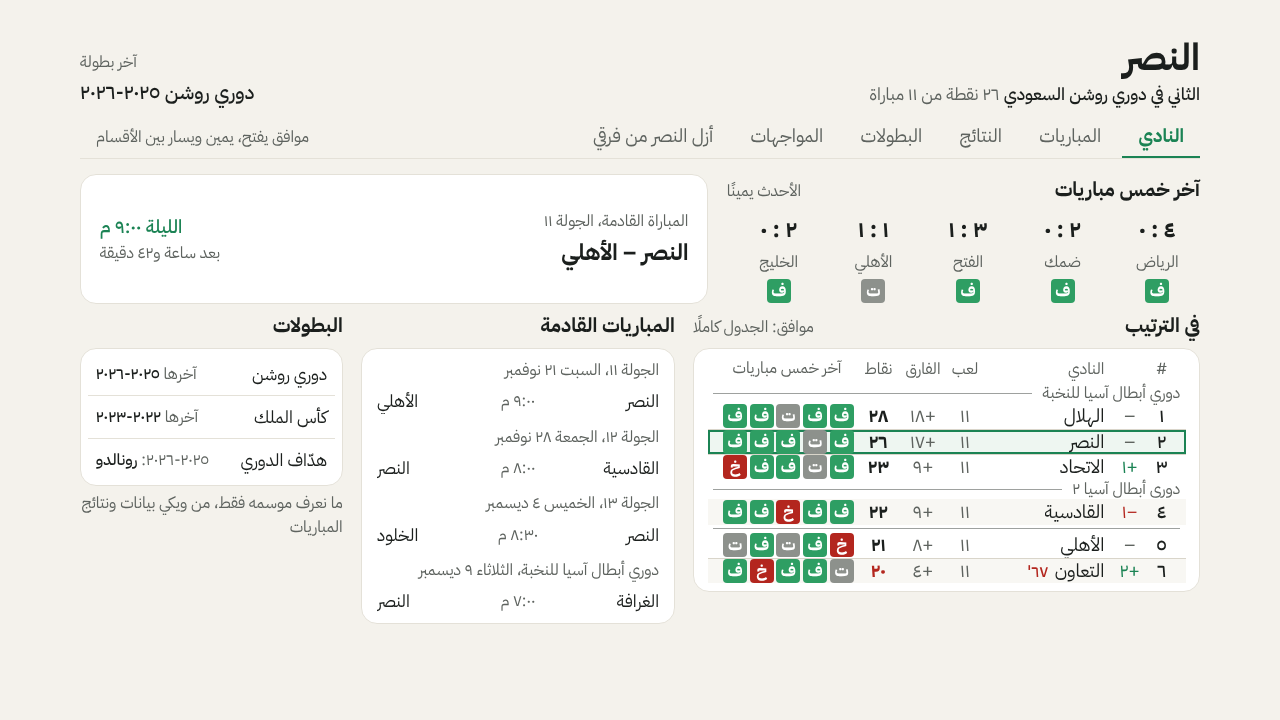 النصر
الثاني في دوري روشن السعودي ٢٦ نقطة من ١١ مباراة
آخر بطولة
دوري روشن ٢٠٢٥-٢٠٢٦
النادي
المباريات
النتائج
البطولات
المواجهات
أزل النصر من فرقي
موافق يفتح، يمين ويسار بين الأقسام
آخر خمس مباريات
الأحدث يمينًا
٤ : ٠
٢ : ٠
٣ : ١
١ : ١
٢ : ٠
الرياض
ضمك
الفتح
الأهلي
الخليج
ف
ف
ف
ت
ف
المباراة القادمة، الجولة ١١
النصر – الأهلي
الليلة ٩:٠٠ م
بعد ساعة و٤٢ دقيقة
في الترتيب
موافق: الجدول كاملًا
# النادي لعب الفارق نقاط آخر خمس مباريات
دوري أبطال آسيا للنخبة
١ – الهلال ١١ +١٨ ٢٨ ف ف ت ف ف
٢ – النصر ١١ +١٧ ٢٦ ف ت ف ف ف
٣ +١ الاتحاد ١١ +٩ ٢٣ ف ت ف ف خ
دوري أبطال آسيا ٢
٤ –١ القادسية ١١ +٩ ٢٢ ف ف خ ف ف
٥ – الأهلي ١١ +٨ ٢١ خ ف ت ف ت
٦ +٢ التعاون ٦٧' ١١ +٤ ٢٠ ت ف ف خ ف
المباريات القادمة
الجولة ١١، السبت ٢١ نوفمبر
النصر ٩:٠٠ م الأهلي
الجولة ١٢، الجمعة ٢٨ نوفمبر
القادسية ٨:٠٠ م النصر
الجولة ١٣، الخميس ٤ ديسمبر
النصر ٨:٣٠ م الخلود
دوري أبطال آسيا للنخبة، الثلاثاء ٩ ديسمبر
الغرافة ٧:٠٠ م النصر
البطولات
دوري روشن آخرها ٢٠٢٥-٢٠٢٦
كأس الملك آخرها ٢٠٢٢-٢٠٢٣
هدّاف الدوري ٢٠٢٥-٢٠٢٦: رونالدو
ما نعرف موسمه فقط، من ويكي بيانات ونتائج
المباريات